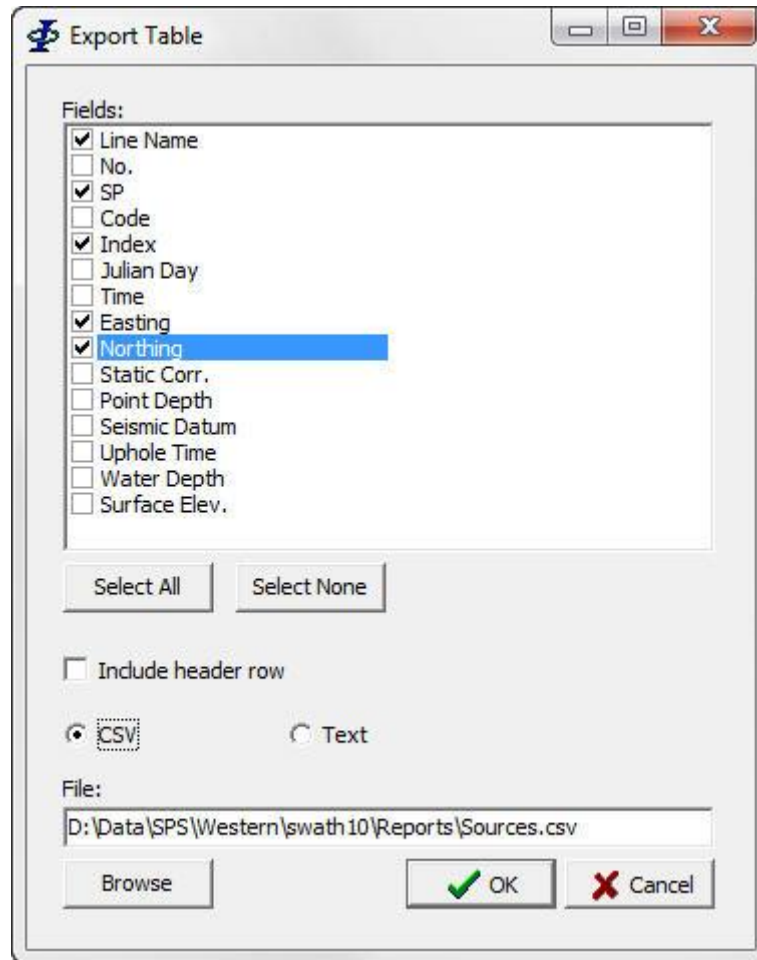 Export Table
Fields:
Line Name
No.
SP
Code
Index
Julian Day
Time
Easting
Northing
Static Corr.
Point Depth
Seismic Datum
Uphole Time
Water Depth
Surface Elev.
Select All Select None
Include header row
CSV Text
File:
D:\Data\SPS\Western\swath10\Reports\Sources.csv
Browse OK Cancel